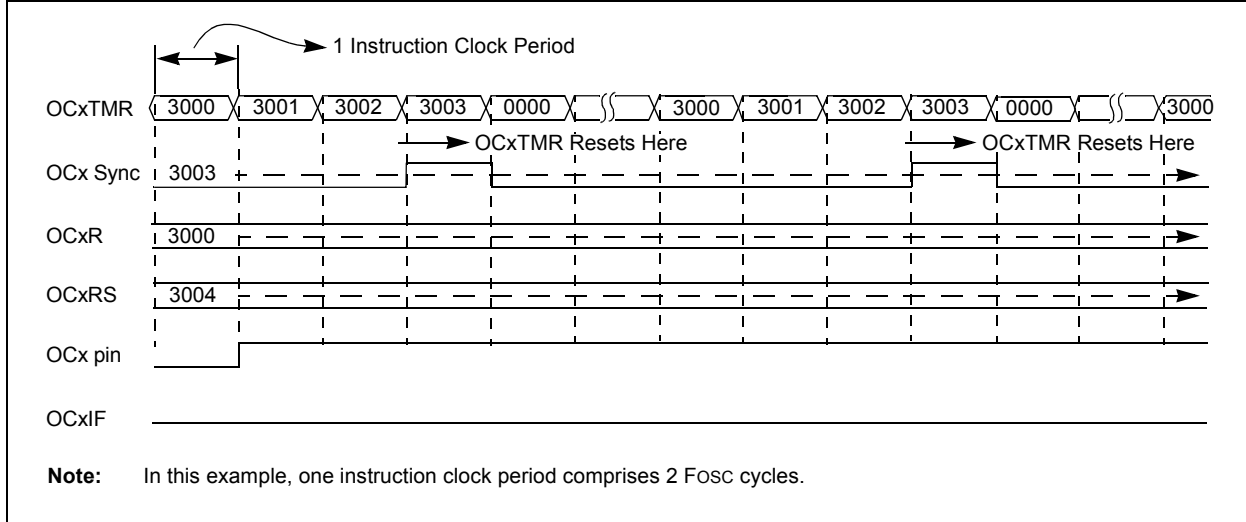 1 Instruction Clock Period
OCxTMR 3000 3001 3002 3003 0000 3000 3001 3002 3003 0000 3000
OCxTMR Resets Here OCxTMR Resets Here
OCx Sync 3003
OCxR 3000
OCxRS 3004
OCx pin
OCxIF
Note: In this example, one instruction clock period comprises 2 FOSC cycles.